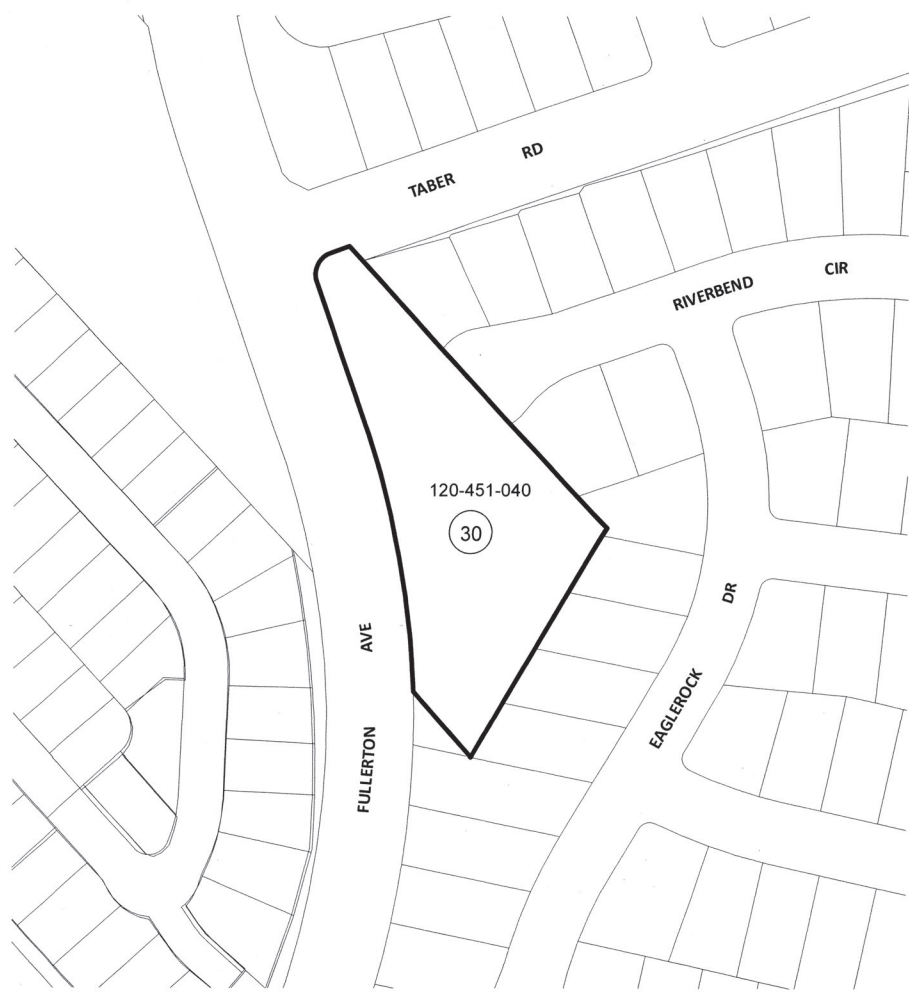 TABER RD
RIVERBEND CIR
120-451-040
30
EAGLEROCK DR
FULLERTON AVE